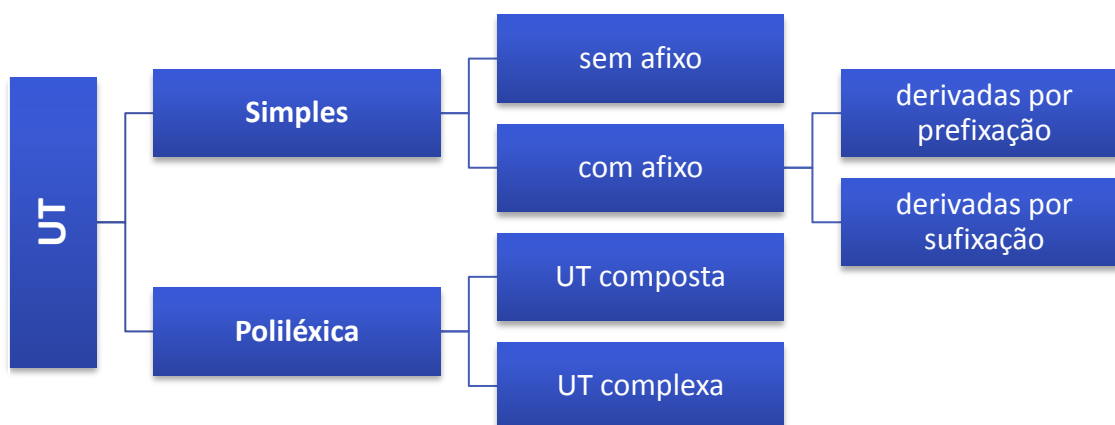 UT
Simples
sem afixo
com afixo
derivadas por
prefixação
derivadas por
sufixação
Poliléxica
UT composta
UT complexa